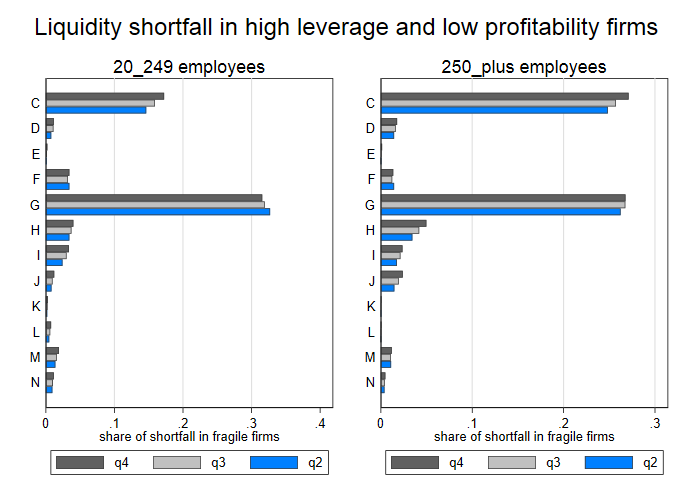 Liquidity shortfall in high leverage and low profitability firms
20_249 employees
C
D
E
F
G
H
I
J
K
L
M
N
0 .1 .2 .3 .4
share of shortfall in fragile firms
q4 q3 q2
250_plus employees
C
D
E
F
G
H
I
J
K
L
M
N
0 .1 .2 .3
share of shortfall in fragile firms
q4 q3 q2